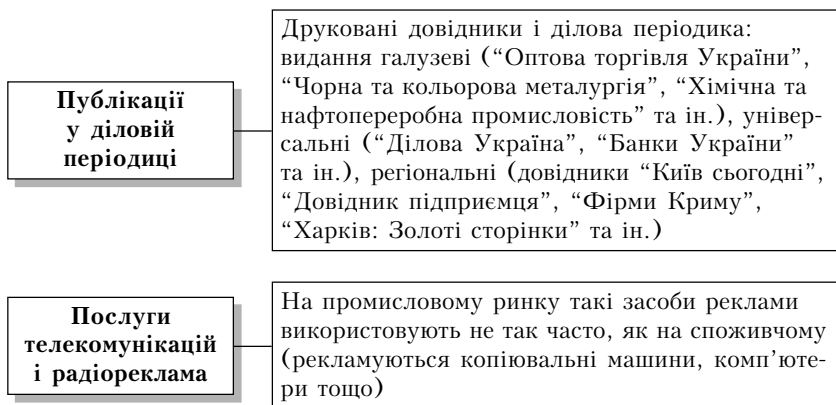 Публікації
у діловій
періодиці
Друковані довідники і ділова періодика:
видання галузеві (“Оптова торгівля України”,
“Чорна та кольорова металургія”, “Хімічна та
нафтопереробна промисловість” та ін.), універ-
сальні (“Ділова Україна”, “Банки України”
та ін.), регіональні (довідники “Київ сьогодні”,
“Довідник підприємця”, “Фірми Криму”,
“Харків: Золоті сторінки” та ін.)
Послуги
телекомунікацій
і радіореклама
На промисловому ринку такі засоби реклами
використовують не так часто, як на споживчому
(рекламуються копіювальні машини, комп’юте-
ри тощо)